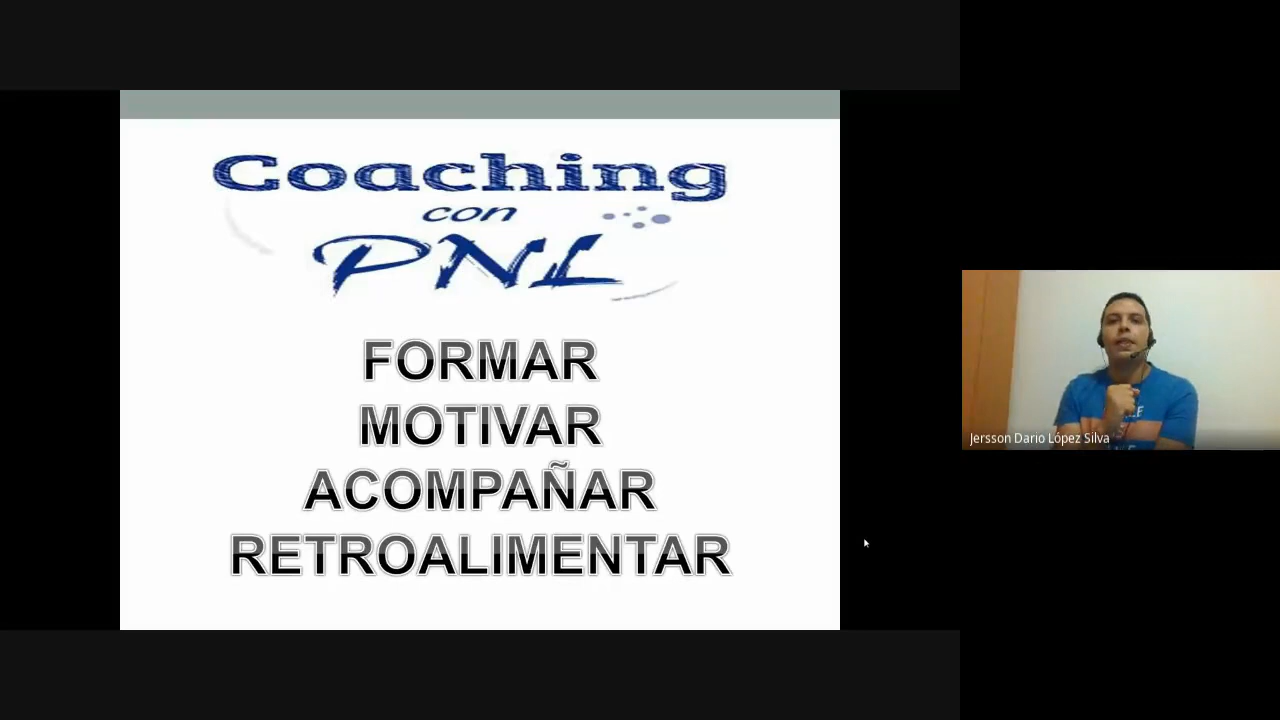 Coaching
con
PNL
FORMAR
MOTIVAR
ACOMPAÑAR
RETROALIMENTAR
Jersson Dario López Silva